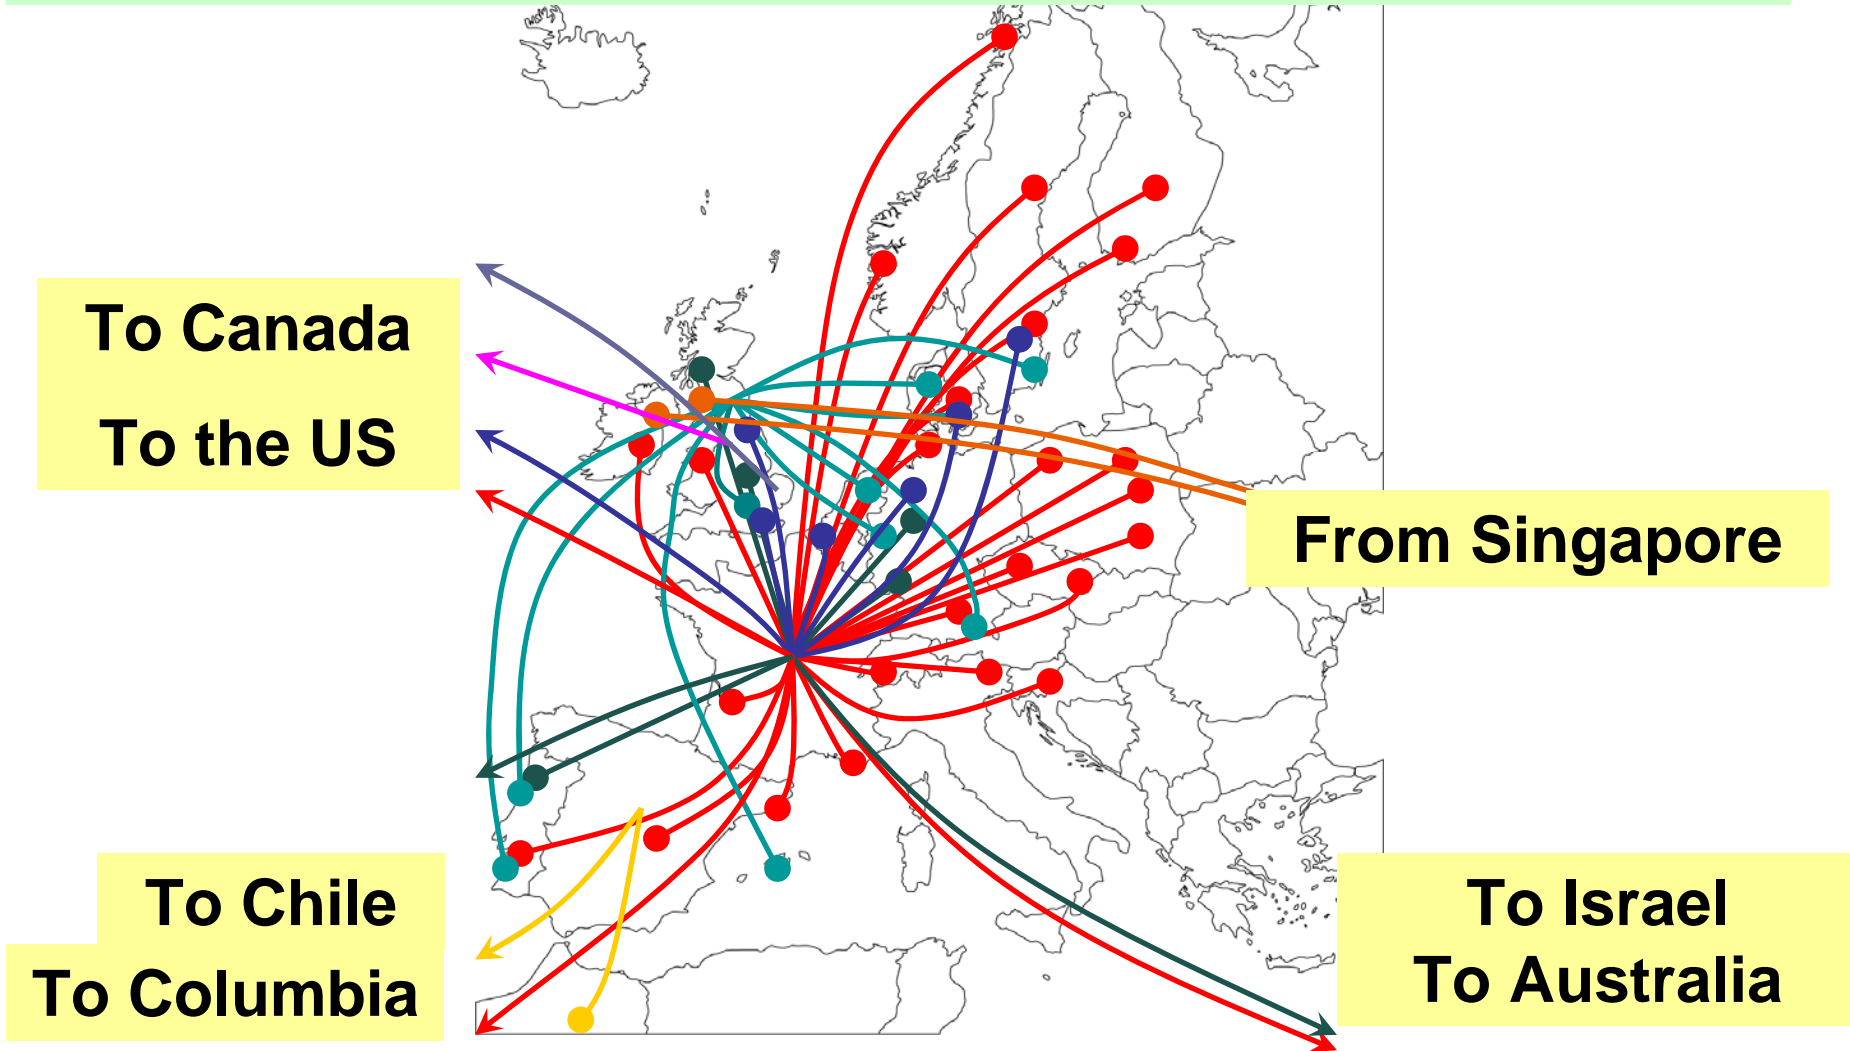 To Canada
To the US
From Singapore
To Chile
To Columbia
To Israel
To Australia